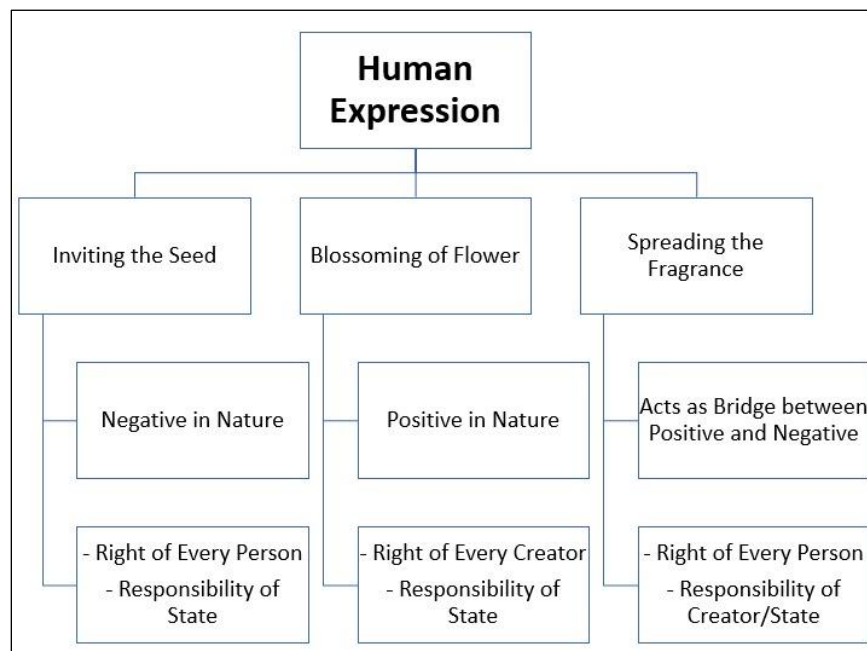 Human
Expression
Inviting the Seed
Blossoming of Flower
Spreading the
Fragrance
Negative in Nature
Positive in Nature
Acts as Bridge between
Positive and Negative
- Right of Every Person
- Responsibility of
State
- Right of Every Creator
- Responsibility of
State
- Right of Every Person
- Responsibility of
Creator/State